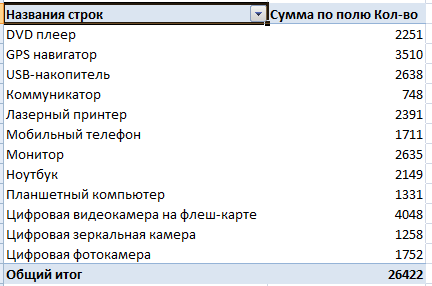 Названия строк Сумма по полю Кол-во
DVD плеер 2251
GPS навигатор 3510
USB-накопитель 2638
Коммуникатор 748
Лазерный принтер 2391
Мобильный телефон 1711
Монитор 2635
Ноутбук 2149
Планшетный компьютер 1331
Цифровая видеокамера на флеш-карте 4048
Цифровая зеркальная камера 1258
Цифровая фотокамера 1752
Общий итог 26422